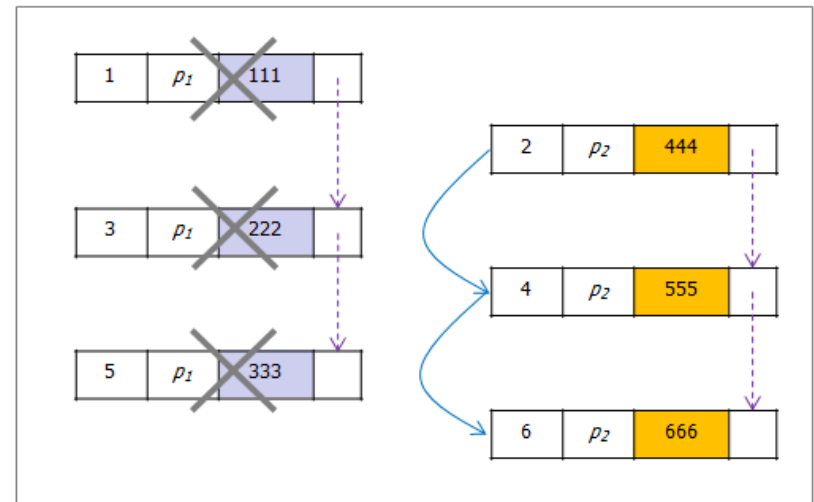 1 p₁ 111
2 p₂ 444
3 p₁ 222
4 p₂ 555
5 p₁ 333
6 p₂ 666